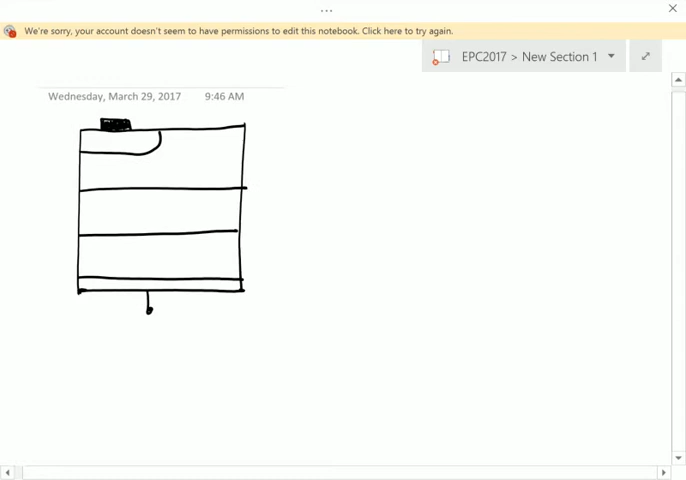 ...
We're sorry, your account doesn't seem to have permissions to edit this notebook. Click here to try again.
EPC2017 > New Section 1
Wednesday, March 29, 2017 9:46 AM